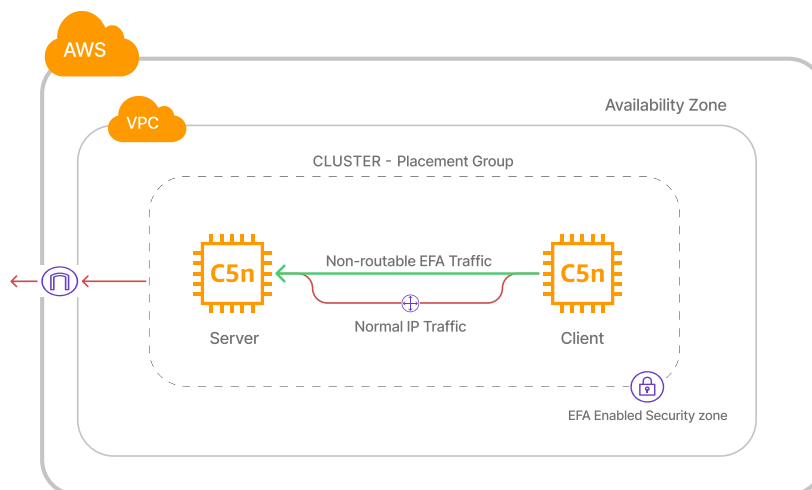 AWS
Availability Zone
VPC
CLUSTER - Placement Group
Non-routable EFA Traffic
C5n
C5n
Normal IP Traffic
Server
Client
EFA Enabled Security zone